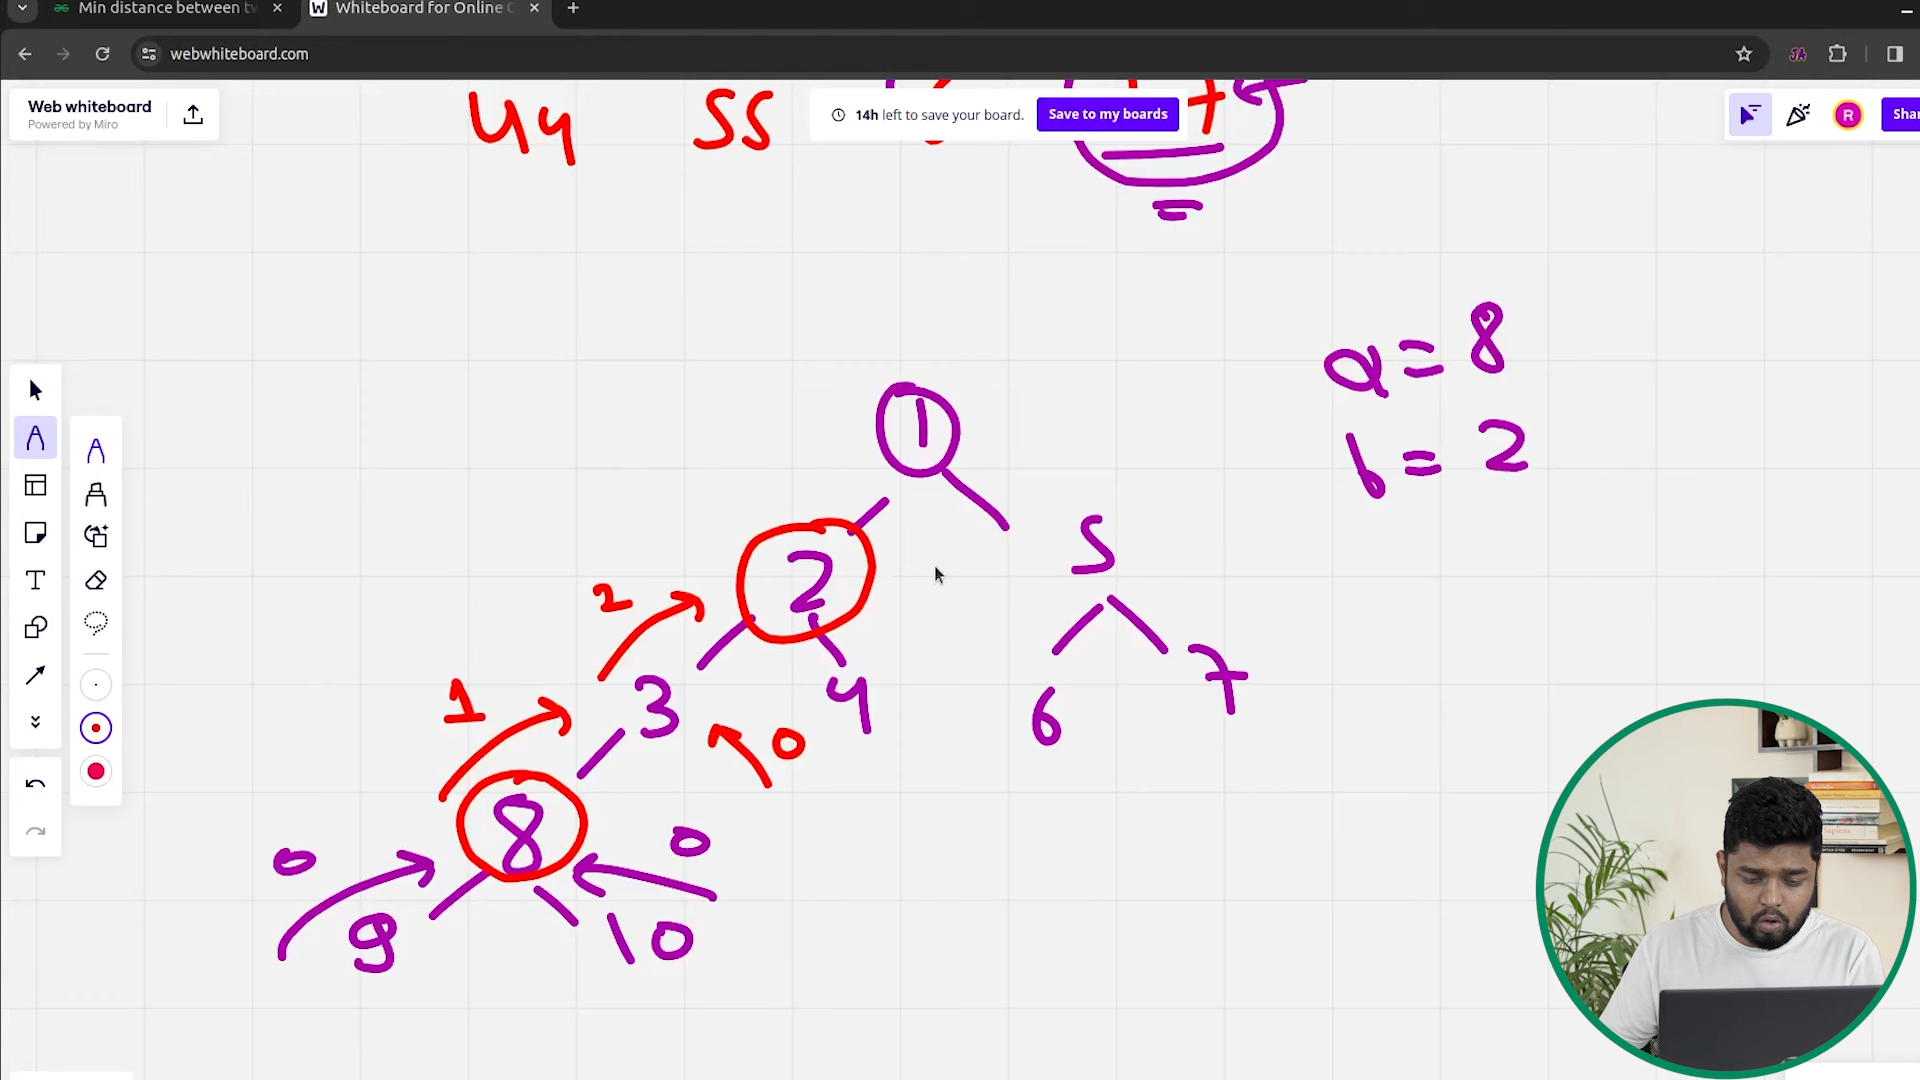 Min distance between tw
Whiteboard for Online C
webwhiteboard.com
Web whiteboard
Powered by Miro
14h left to save your board.
Save to my boards
R
Shar
44 55
a = 8
b = 2
1
2 5
2
3 4 6 7
1
0
8
0 0
9 10